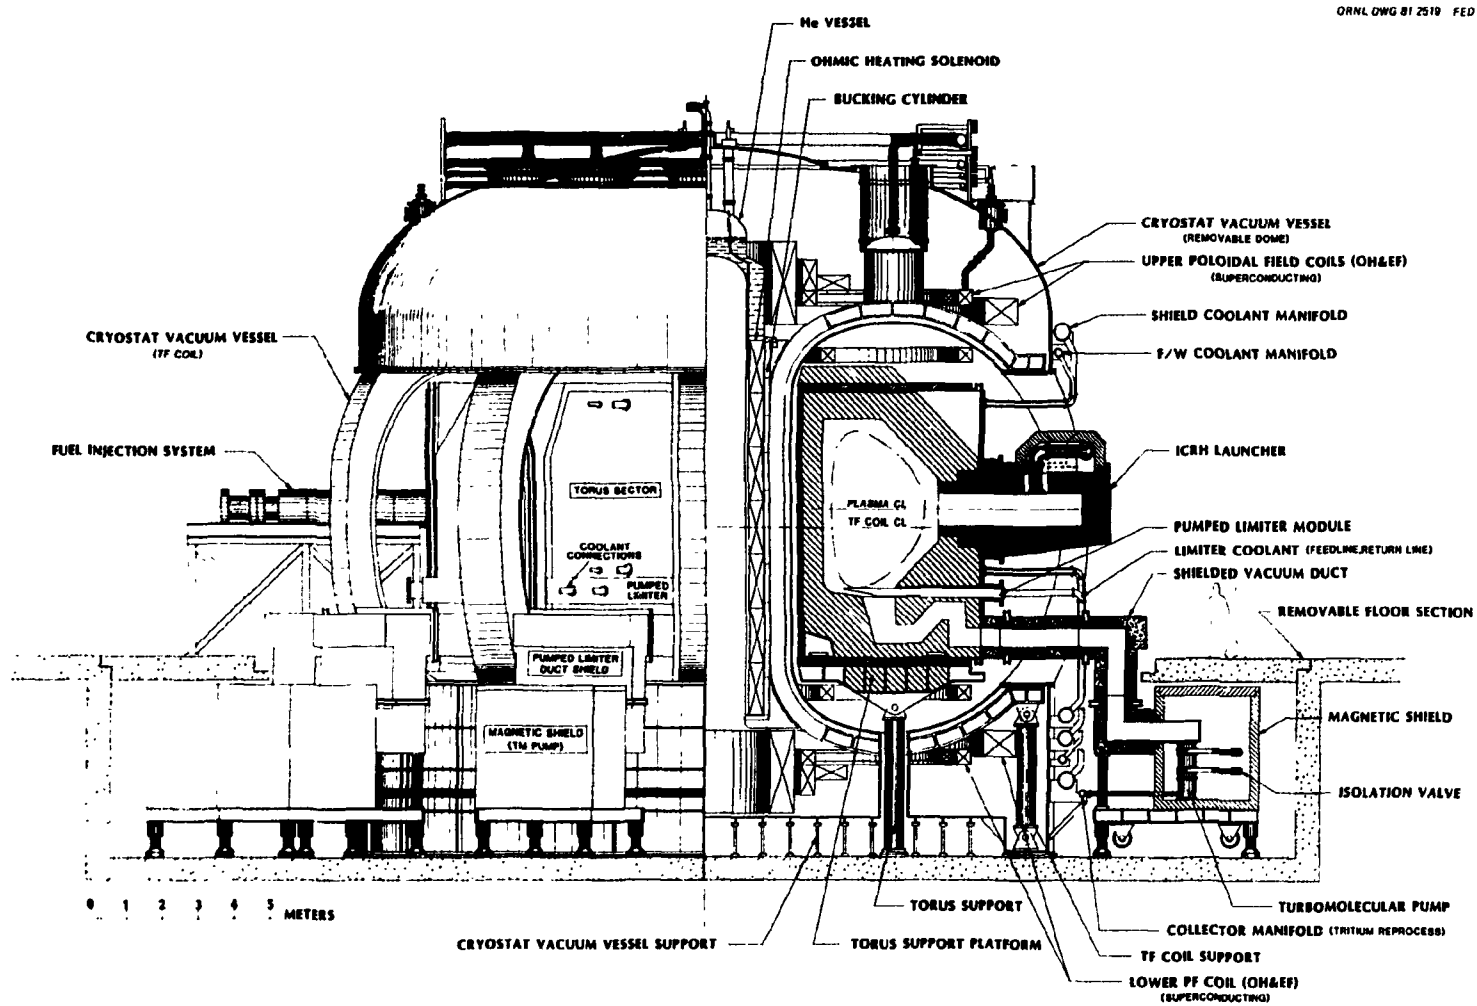 ORNL DWG 81 2519 FED
He VESSEL
OHMIC HEATING SOLENOID
BUCKING CYLINDER
CRYOSTAT VACUUM VESSEL
(REMOVABLE DOME)
UPPER POLOIDAL FIELD COILS (OH&EF)
(SUPERCONDUCTING)
SHIELD COOLANT MANIFOLD
F/W COOLANT MANIFOLD
CRYOSTAT VACUUM VESSEL
(TF COIL)
FUEL INJECTION SYSTEM
ICRH LAUNCHER
TORUS SECTOR
PLASMA CL
TF COIL CL
PUMPED LIMITER MODULE
LIMITER COOLANT (FEEDLINE,RETURN LINE)
SHIELDED VACUUM DUCT
COOLANT
CONNECTIONS
PUMPED
LIMITER
REMOVABLE FLOOR SECTION
PUMPED LIMITER
DUCT SHIELD
MAGNETIC SHIELD
(TM PUMP)
MAGNETIC SHIELD
ISOLATION VALVE
0 1 2 3 4 5 METERS
TORUS SUPPORT
TURBOMOLECULAR PUMP
COLLECTOR MANIFOLD (TRITIUM REPROCESS)
CRYOSTAT VACUUM VESSEL SUPPORT
TORUS SUPPORT PLATFORM
TF COIL SUPPORT
LOWER PF COIL (OH&EF)
(SUPERCONDUCTING)